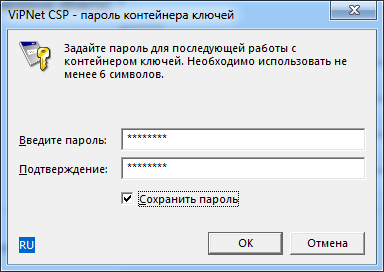 ViPNet CSP - пароль контейнера ключей
Задайте пароль для последующей работы с
контейнером ключей. Необходимо использовать не
менее 6 символов.
Введите пароль: ********
Подтверждение: ********
Сохранить пароль
RU
ОК
Отмена